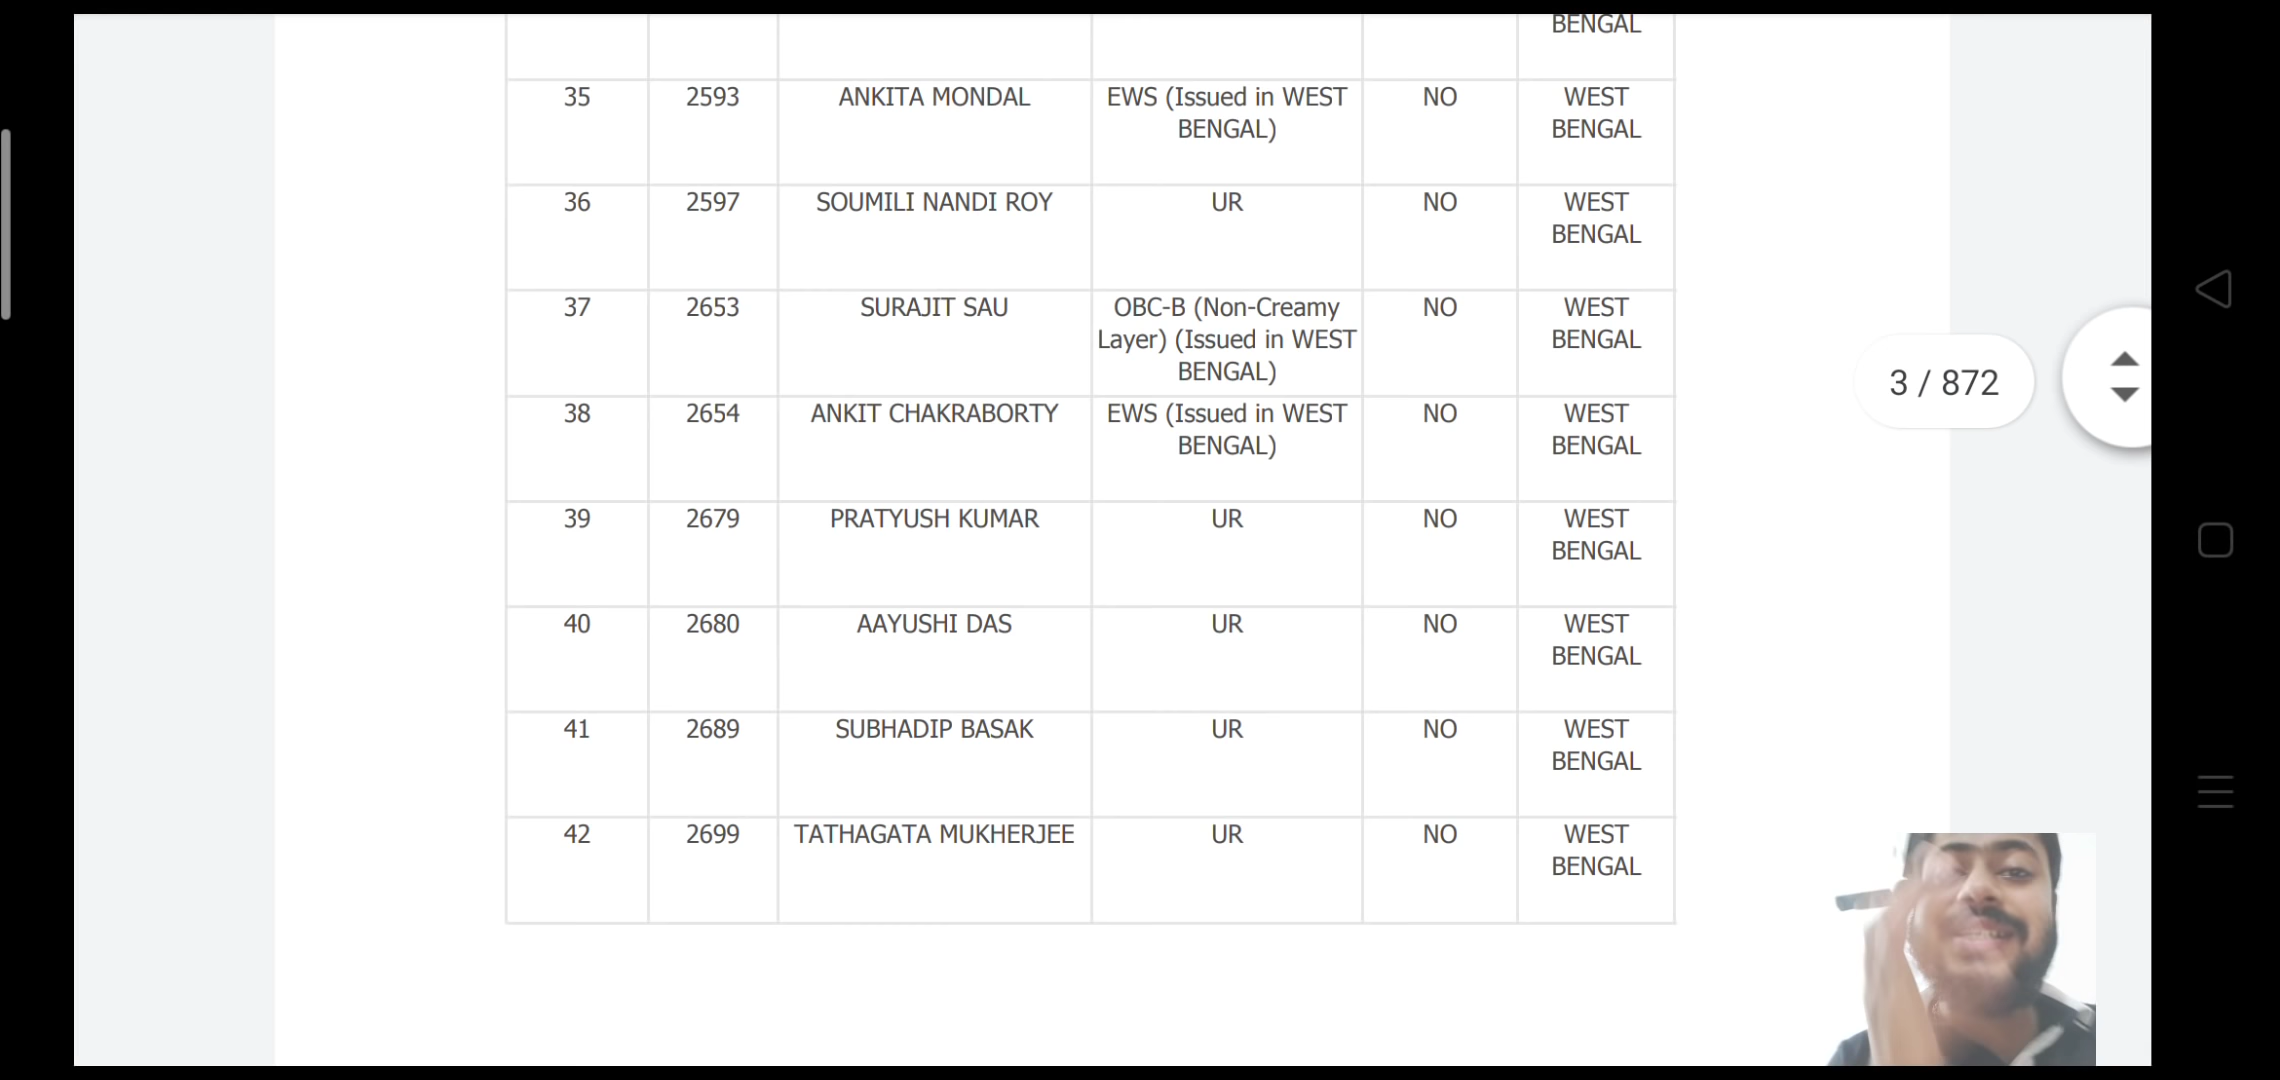 BENGAL
35 2593 ANKITA MONDAL EWS (Issued in WEST NO WEST
BENGAL) BENGAL
36 2597 SOUMILI NANDI ROY UR NO WEST
BENGAL
37 2653 SURAJIT SAU OBC-B (Non-Creamy NO WEST
Layer) (Issued in WEST BENGAL
BENGAL)
3 / 872
38 2654 ANKIT CHAKRABORTY EWS (Issued in WEST NO WEST
BENGAL) BENGAL
39 2679 PRATYUSH KUMAR UR NO WEST
BENGAL
40 2680 AAYUSHI DAS UR NO WEST
BENGAL
41 2689 SUBHADIP BASAK UR NO WEST
BENGAL
42 2699 TATHAGATA MUKHERJEE UR NO WEST
BENGAL